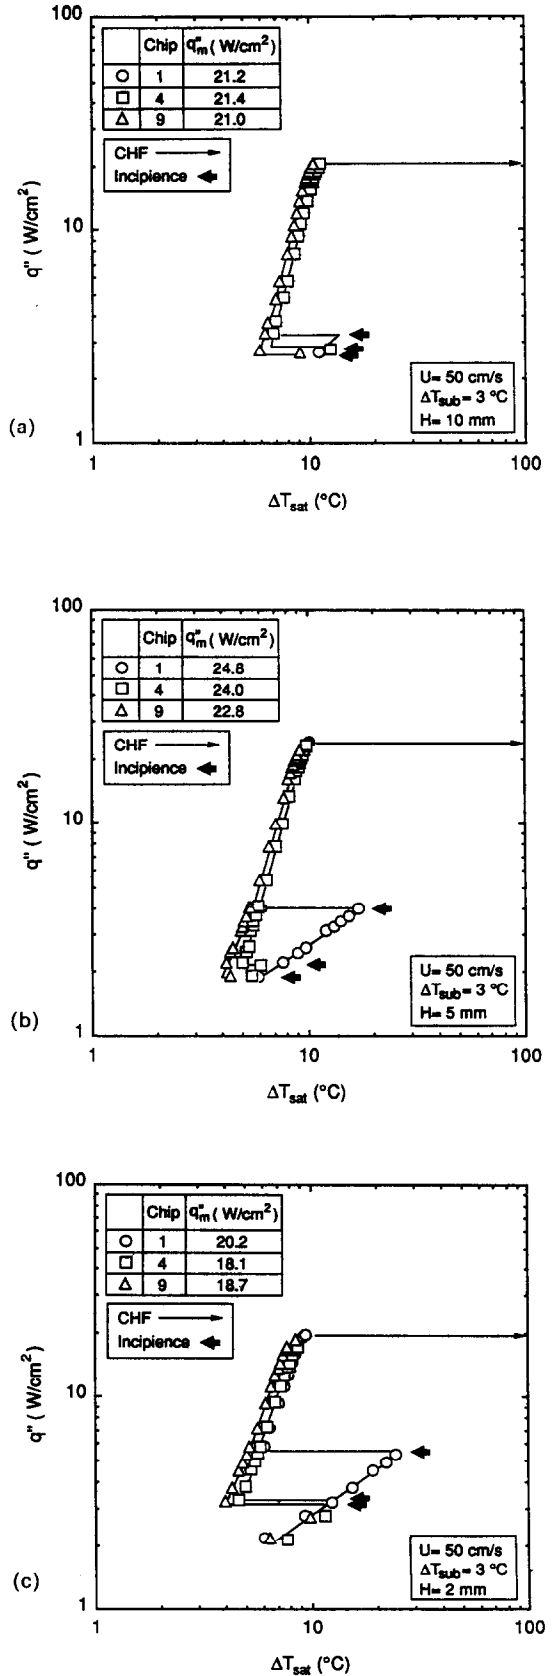 100
Chip q"m ( W/cm²)
1 21.2
4 21.4
9 21.0
CHF
Incipience
q" ( W/cm²)
10
U= 50 cm/s
ΔTsub= 3 °C
H= 10 mm
(a)
1
1 10 100
ΔTsat (°C)
100
Chip q"m ( W/cm²)
1 24.8
4 24.0
9 22.8
CHF
Incipience
q" ( W/cm²)
10
U= 50 cm/s
ΔTsub= 3 °C
H= 5 mm
(b)
1
1 10 100
ΔTsat (°C)
100
Chip q"m ( W/cm²)
1 20.2
4 18.1
9 18.7
CHF
Incipience
q" ( W/cm²)
10
U= 50 cm/s
ΔTsub= 3 °C
H= 2 mm
(c)
1
1 10 100
ΔTsat (°C)